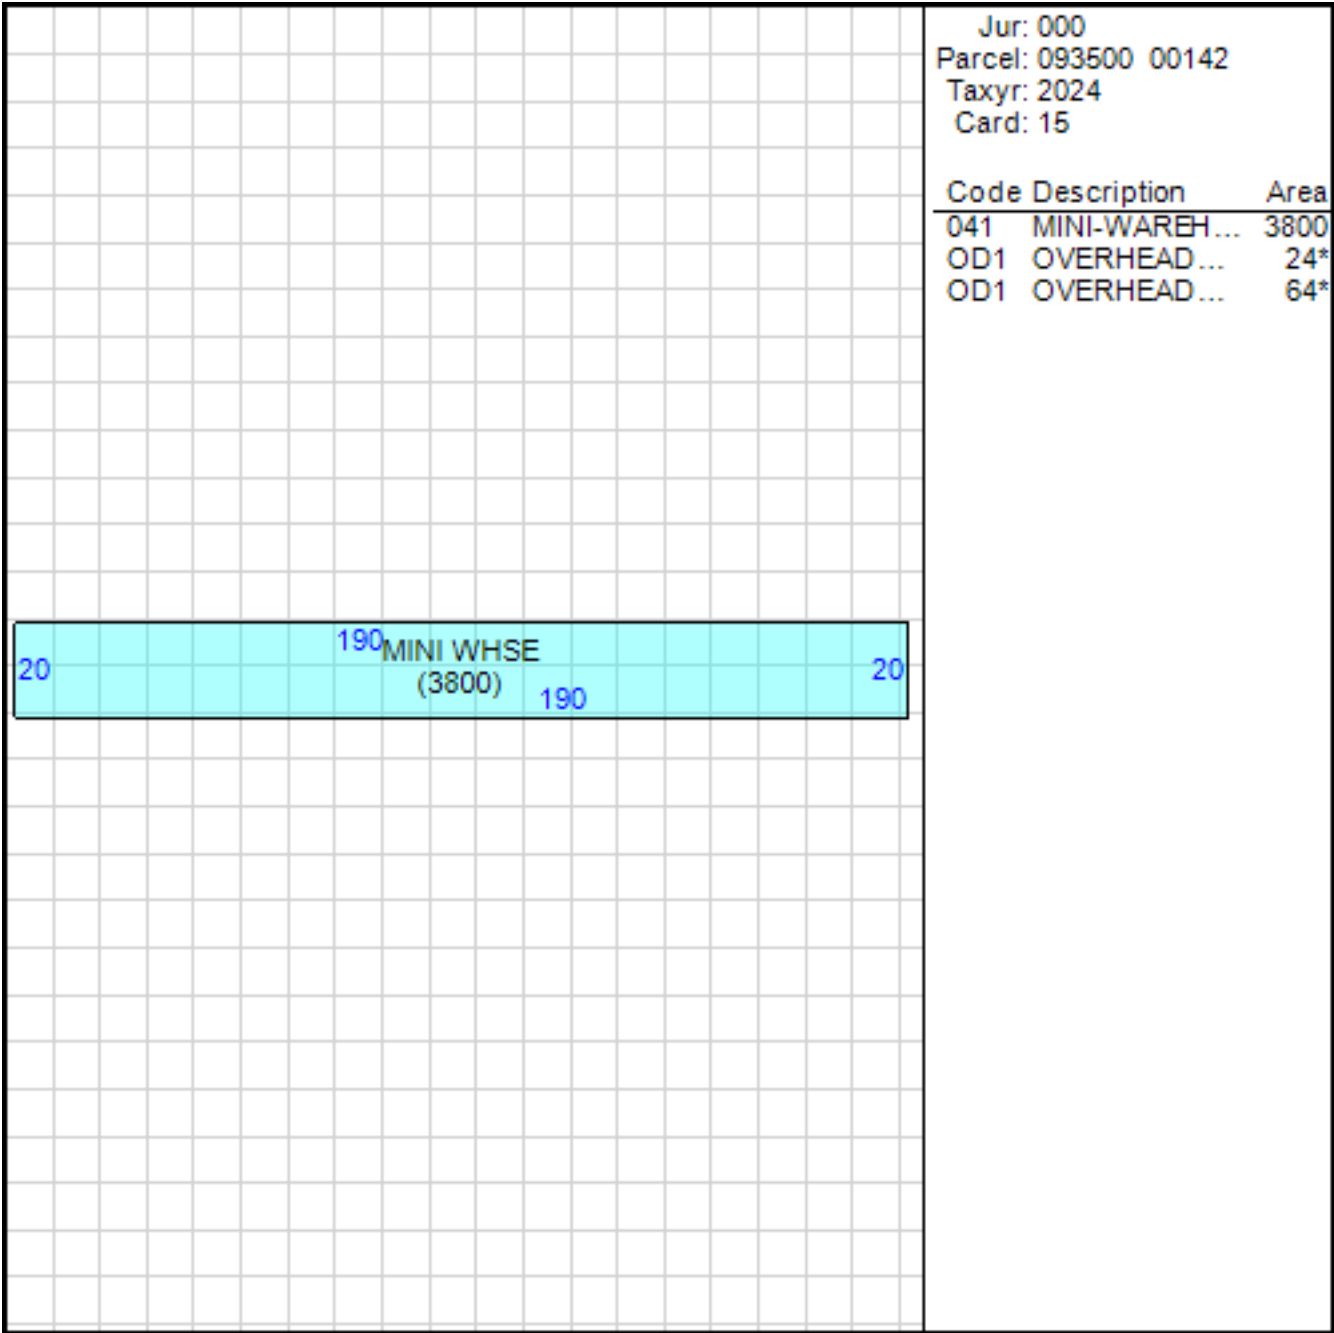 Jur: 000
Parcel: 093500 00142
Taxyr: 2024
Card: 15
Code Description Area
041 MINI-WAREH... 3800
OD1 OVERHEAD... 24*
OD1 OVERHEAD... 64*
190
MINI WHSE
20
20
(3800)
190